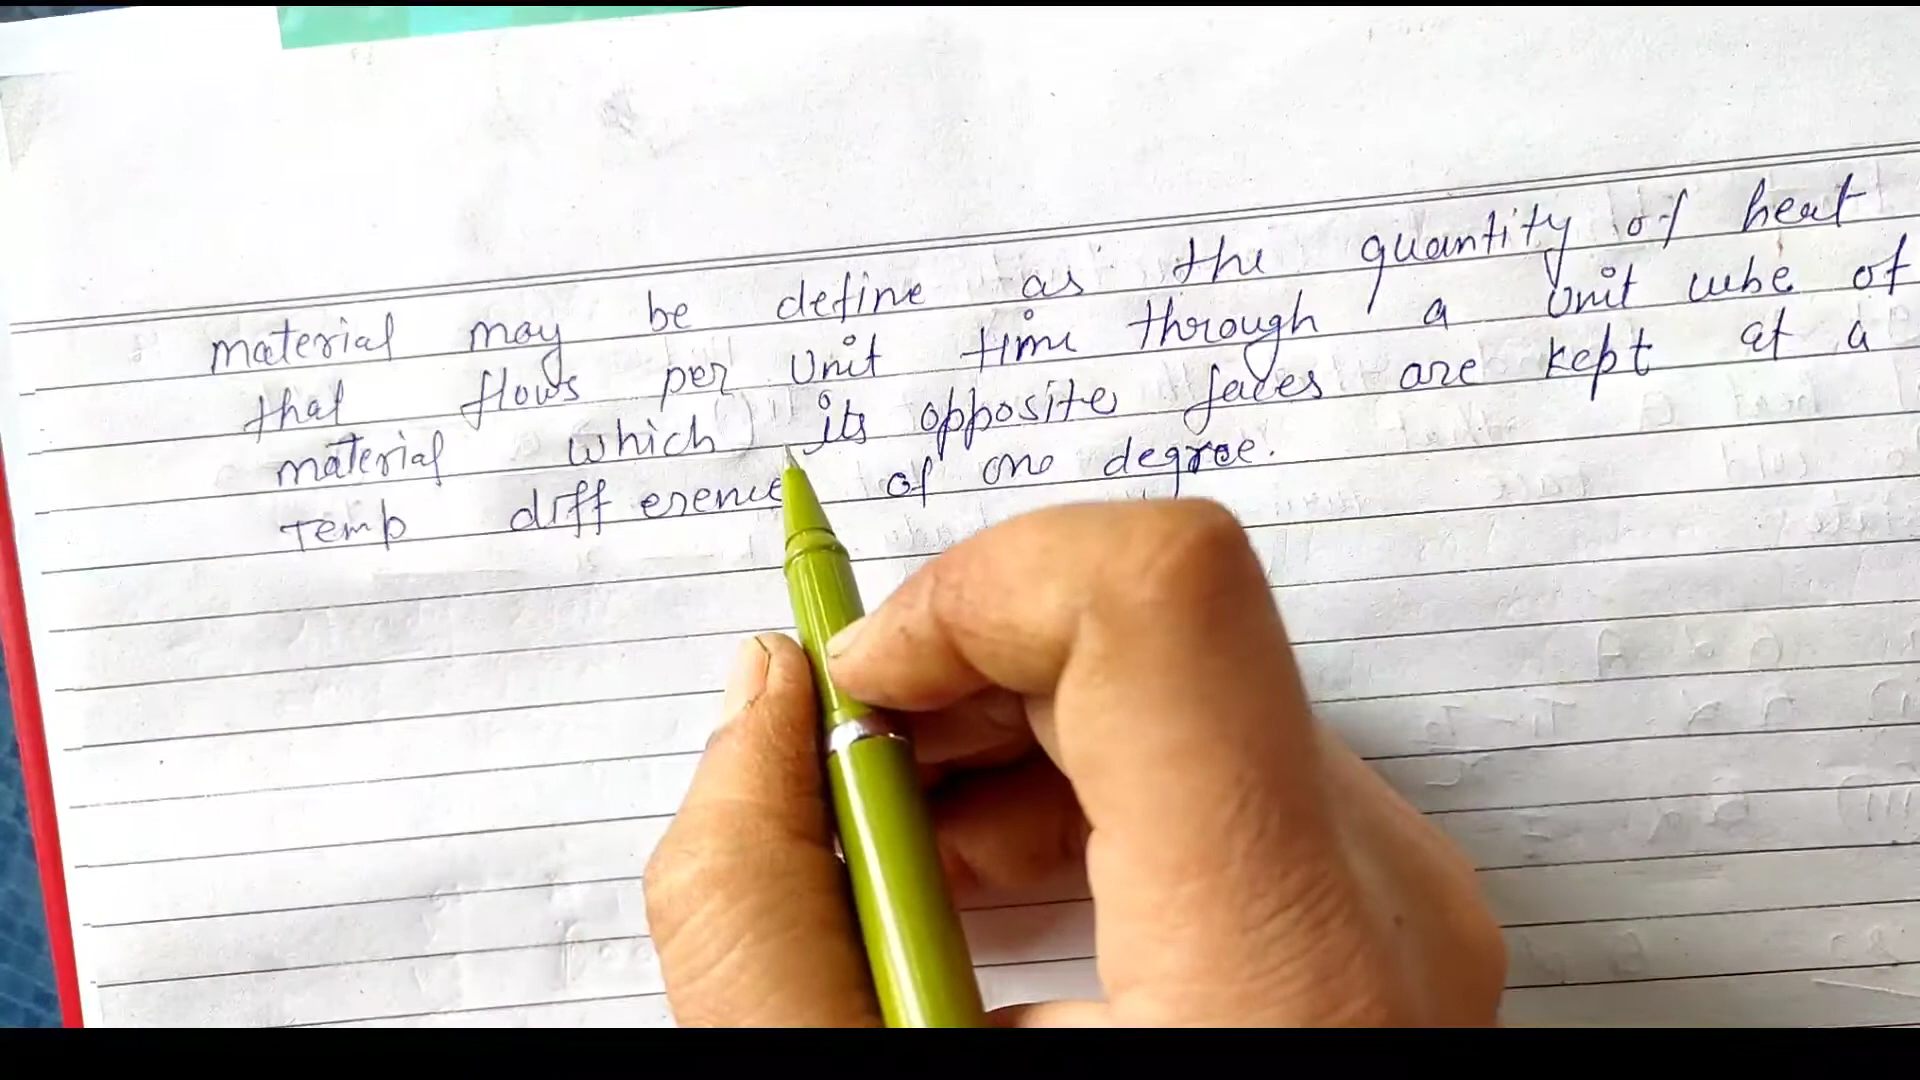 material may be define as the quantity of heat
that flows per unit time through a unit cube of
material which its opposite faces are kept at a
Temp difference of one degree.